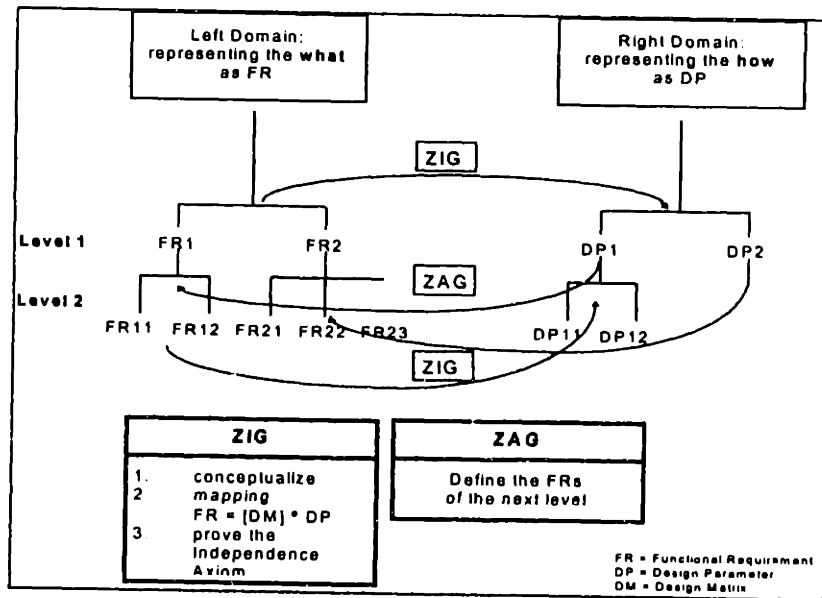 Left Domain:
representing the what
as FR
Right Domain:
representing the how
as DP
ZIG
Level 1
FR1
FR2
DP1
DP2
ZAG
Level 2
FR11
FR12
FR21
FR22
FR23
DP11
DP12
ZIG
ZIG
1. conceptualize
2 mapping
FR = [DM] * DP
3. prove the
Independence
Axiom
ZAG
Define the FRs
of the next level
FR = Functional Requirement
DP = Design Parameter
DM = Design Matrix